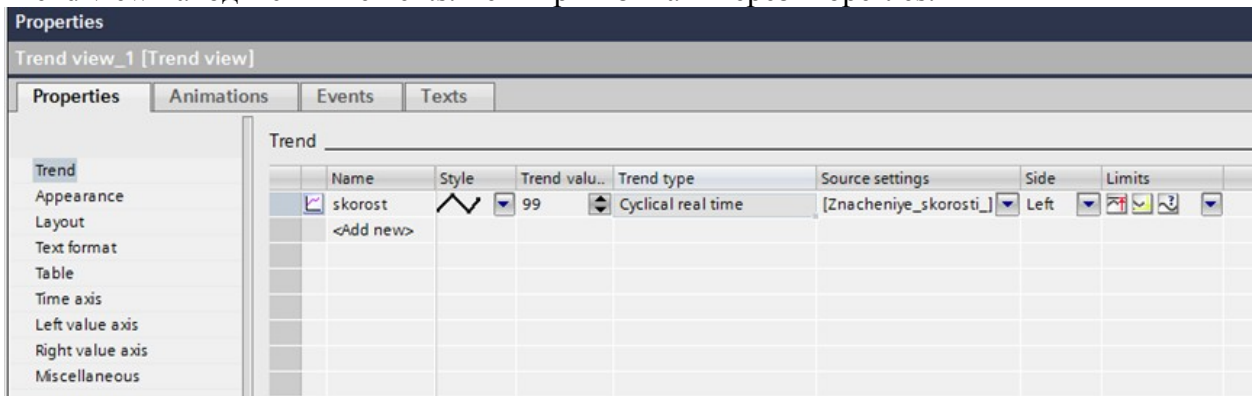 Properties
Trend view_1 [Trend view]
Properties Animations Events Texts
Trend
Trend
Appearance
Layout
Text format
Table
Time axis
Left value axis
Right value axis
Miscellaneous
Name Style Trend valu.. Trend type Source settings Side Limits
skorost 99 Cyclical real time [Znacheniye_skorosti_] Left
<Add new>